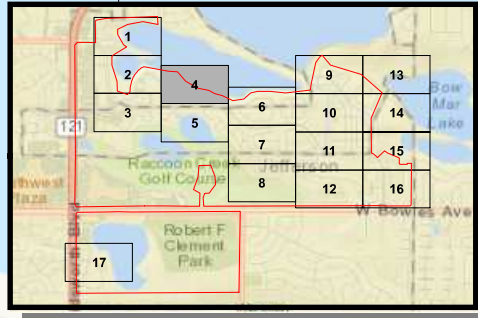 1
2
3
4
5
6
7
8
9
10
11
12
13
14
15
16
17
121
Bow
Mar
Lake
Raccoon Creek
Golf Course
Jefferson
W Bowles Ave
Robert F
Clement
Park